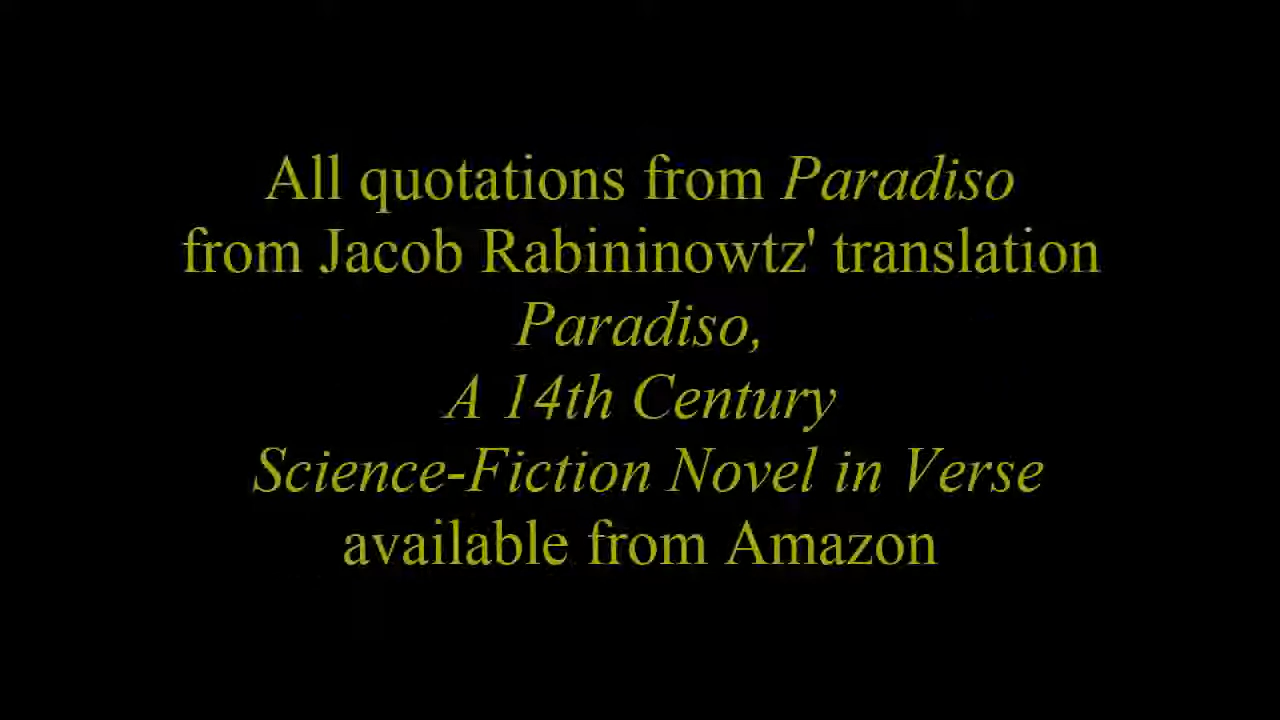 All quotations from Paradiso
from Jacob Rabininowtz' translation
Paradiso,
A 14th Century
Science-Fiction Novel in Verse
available from Amazon